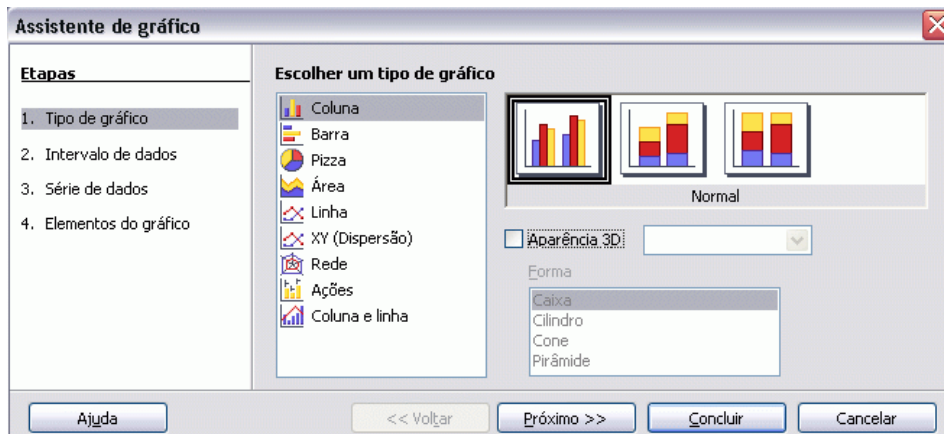 Assistente de gráfico
Etapas
1. Tipo de gráfico
2. Intervalo de dados
3. Série de dados
4. Elementos do gráfico
Escolher um tipo de gráfico
Coluna
Barra
Pizza
Área
Linha
XY (Dispersão)
Rede
Ações
Coluna e linha
Normal
Aparência 3D
Forma
Caixa
Cilindro
Cone
Pirâmide
Ajuda
<< Voltar
Próximo >>
Concluir
Cancelar